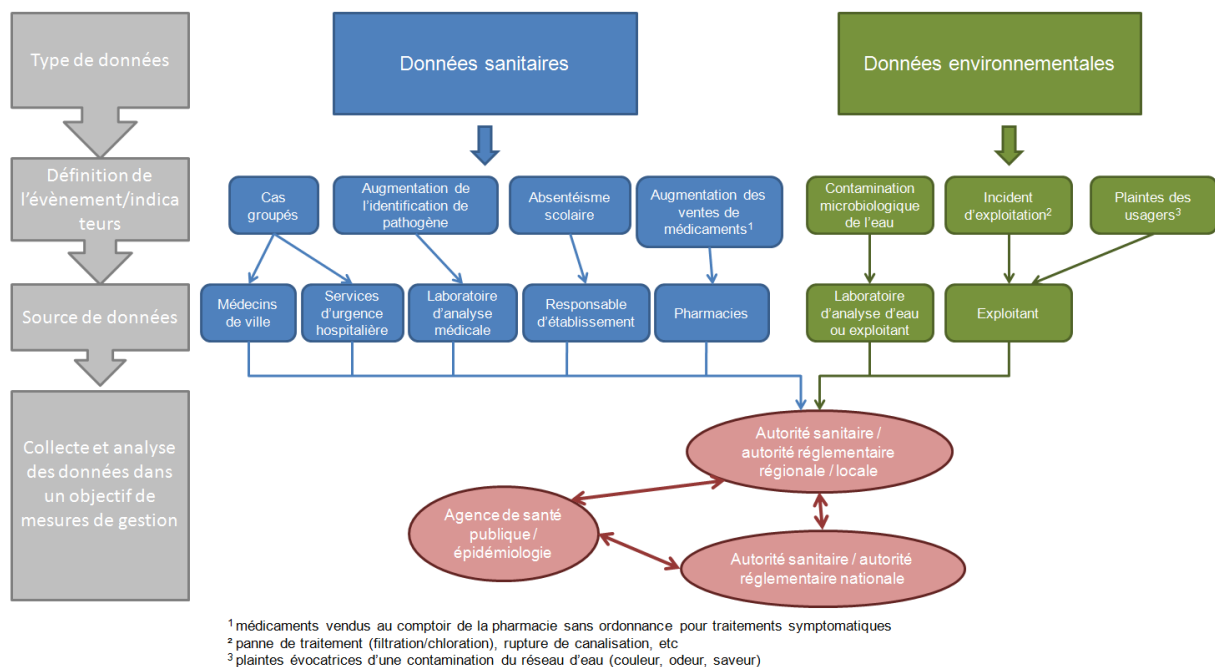 Type de données
Données sanitaires
Données environnementales
Définition de
l'évènement/indica
teurs
Cas
groupés
Augmentation de
l'identification de
pathogène
Absentéisme
scolaire
Augmentation des
ventes de
médicaments¹
Contamination
microbiologique
de l'eau
Incident
d'exploitation²
Plaintes des
usagers³
Source de données
Médecins
de ville
Services
d'urgence
hospitalière
Laboratoire
d'analyse
médicale
Responsable
d'établissement
Pharmacies
Laboratoire
d'analyse d'eau
ou exploitant
Exploitant
Collecte et analyse
des données dans
un objectif de
mesures de gestion
Autorité sanitaire /
autorité réglementaire
régionale / locale
Agence de santé
publique /
épidémiologie
Autorité sanitaire / autorité
réglementaire nationale
¹ médicaments vendus au comptoir de la pharmacie sans ordonnance pour traitements symptomatiques
² panne de traitement (filtration/chloration), rupture de canalisation, etc
³ plaintes évocatrices d'une contamination du réseau d'eau (couleur, odeur, saveur)